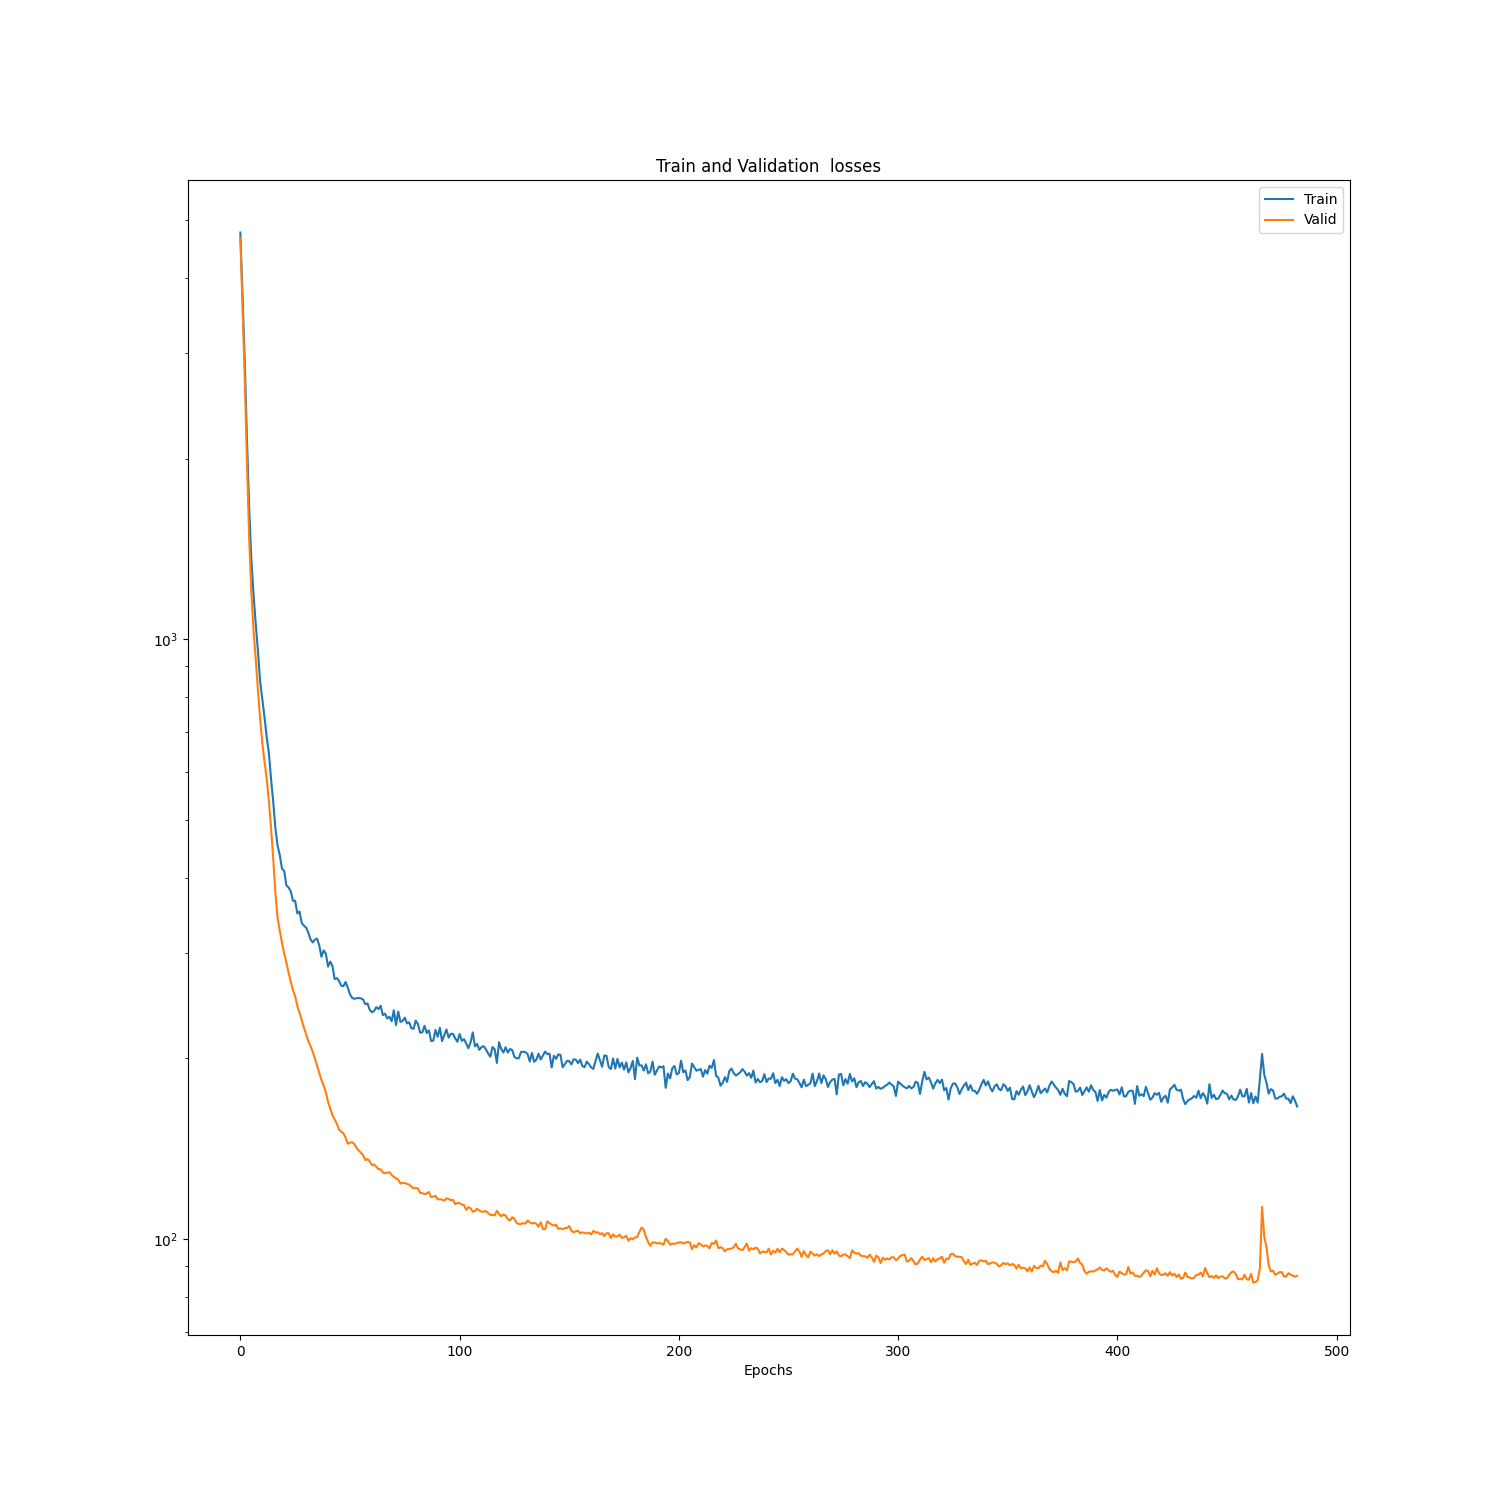 Train and Validation  losses
Train
Valid
10³
10²
0 100 200 300 400 500
Epochs